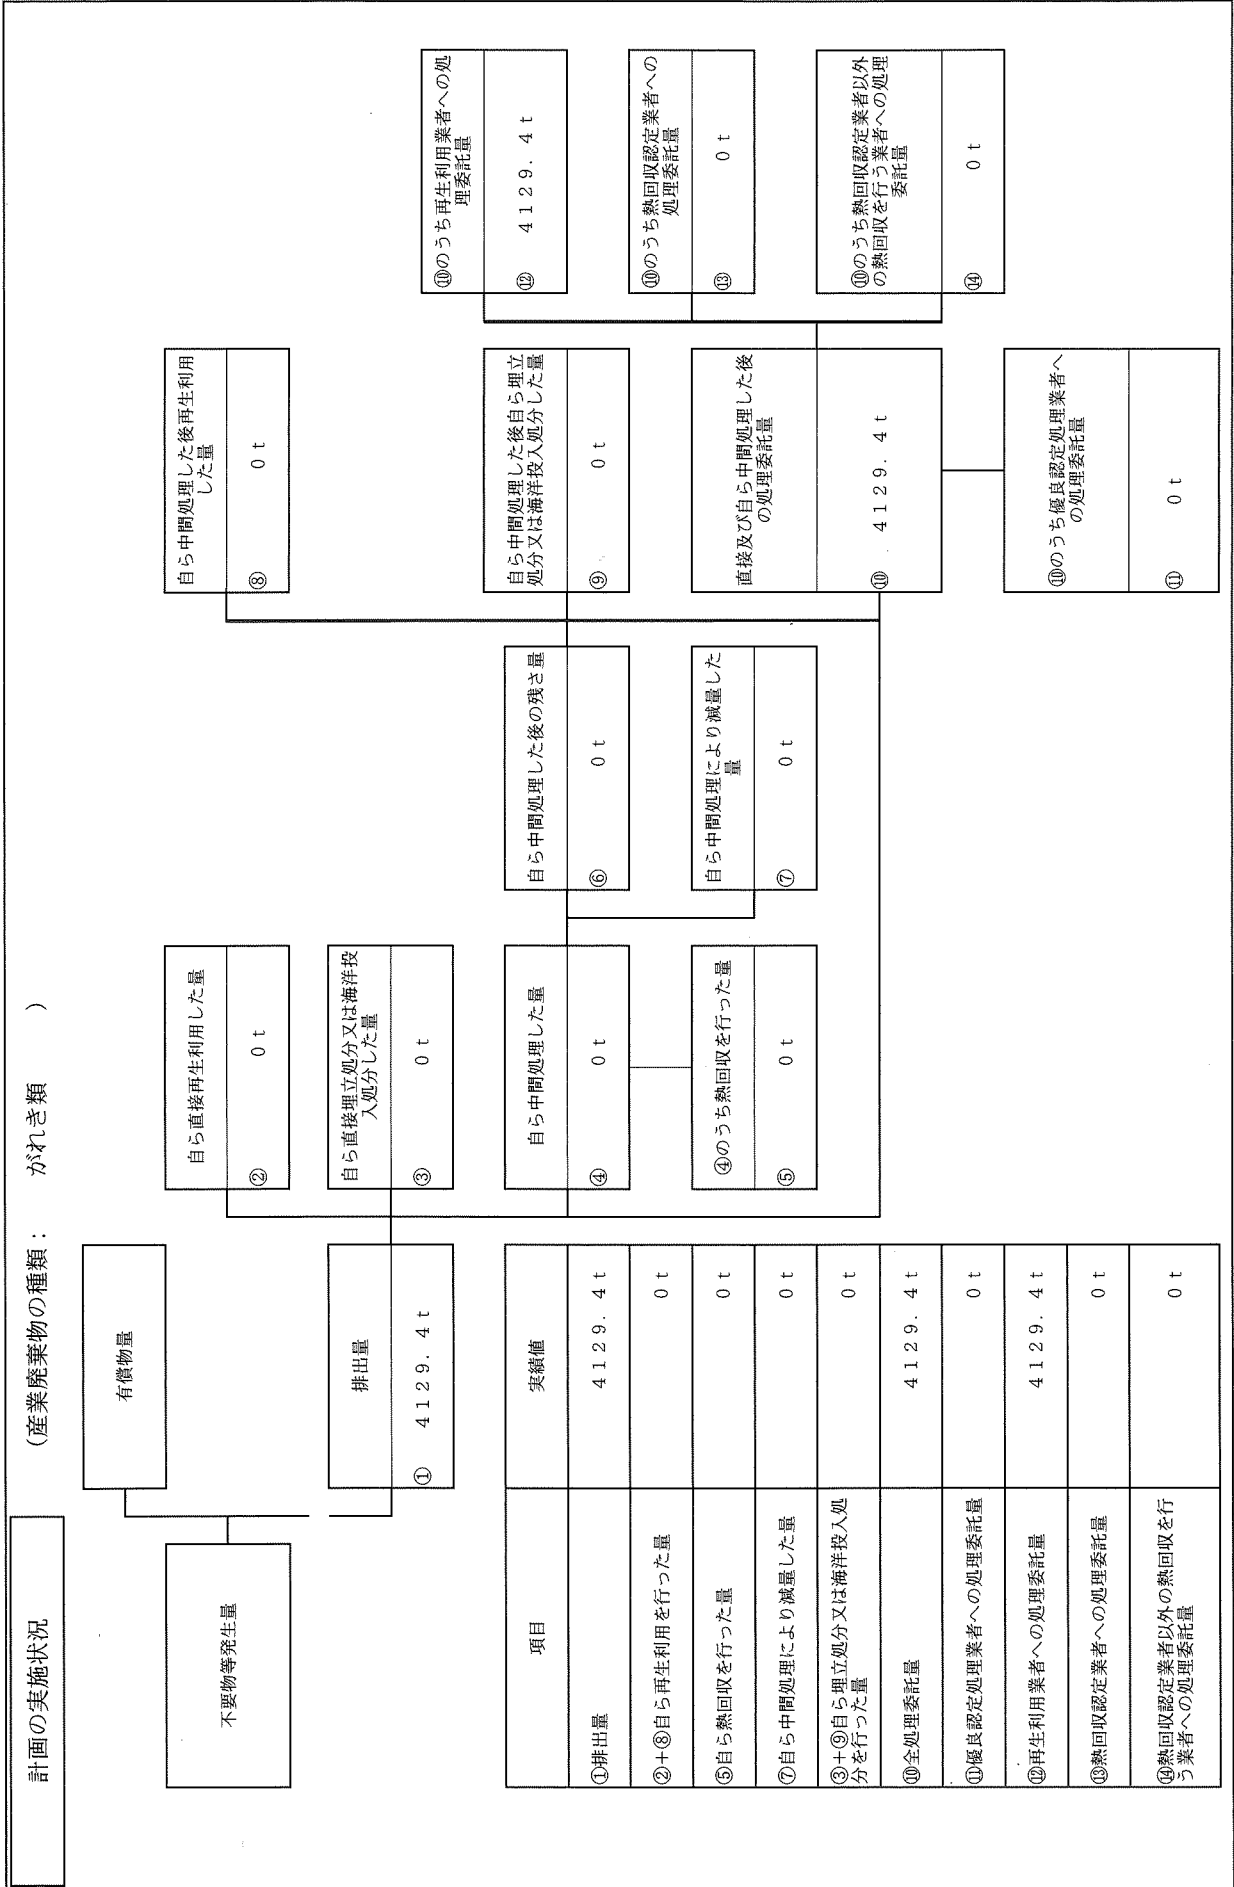 計画の実施状況
（産業廃棄物の種類： がれき類 ）
不要物等発生量
有償物量
排出量
① 4129．4ｔ
自ら直接再生利用した量
② 0ｔ
自ら直接埋立処分又は海洋投
入処分した量
③ 0ｔ
自ら中間処理した量
④ 0ｔ
④のうち熱回収を行った量
⑤ 0ｔ
自ら中間処理した後の残さ量
⑥ 0ｔ
自ら中間処理により減量した
量
⑦ 0ｔ
自ら中間処理した後再生利用
した量
⑧ 0ｔ
自ら中間処理した後自ら埋立
処分又は海洋投入処分した量
⑨ 0ｔ
直接及び自ら中間処理した後
の処理委託量
⑩ 4129．4ｔ
⑩のうち優良認定処理業者へ
の処理委託量
⑪ 0ｔ
⑩のうち再生利用業者への処
理委託量
⑫ 4129．4ｔ
⑩のうち熱回収認定業者への
処理委託量
⑬ 0ｔ
⑩のうち熱回収認定業者以外
の熱回収を行う業者への処理
委託量
⑭ 0ｔ
項目 実績値
①排出量 4129．4ｔ
②＋⑧自ら再生利用を行った量 0ｔ
⑤自ら熱回収を行った量 0ｔ
⑦自ら中間処理により減量した量 0ｔ
③＋⑨自ら埋立処分又は海洋投入処
分を行った量 0ｔ
⑩全処理委託量 4129．4ｔ
⑪優良認定処理業者への処理委託量 0ｔ
⑫再生利用業者への処理委託量 4129．4ｔ
⑬熱回収認定業者への処理委託量 0ｔ
⑭熱回収認定業者以外の熱回収を行
う業者への処理委託量 0ｔ